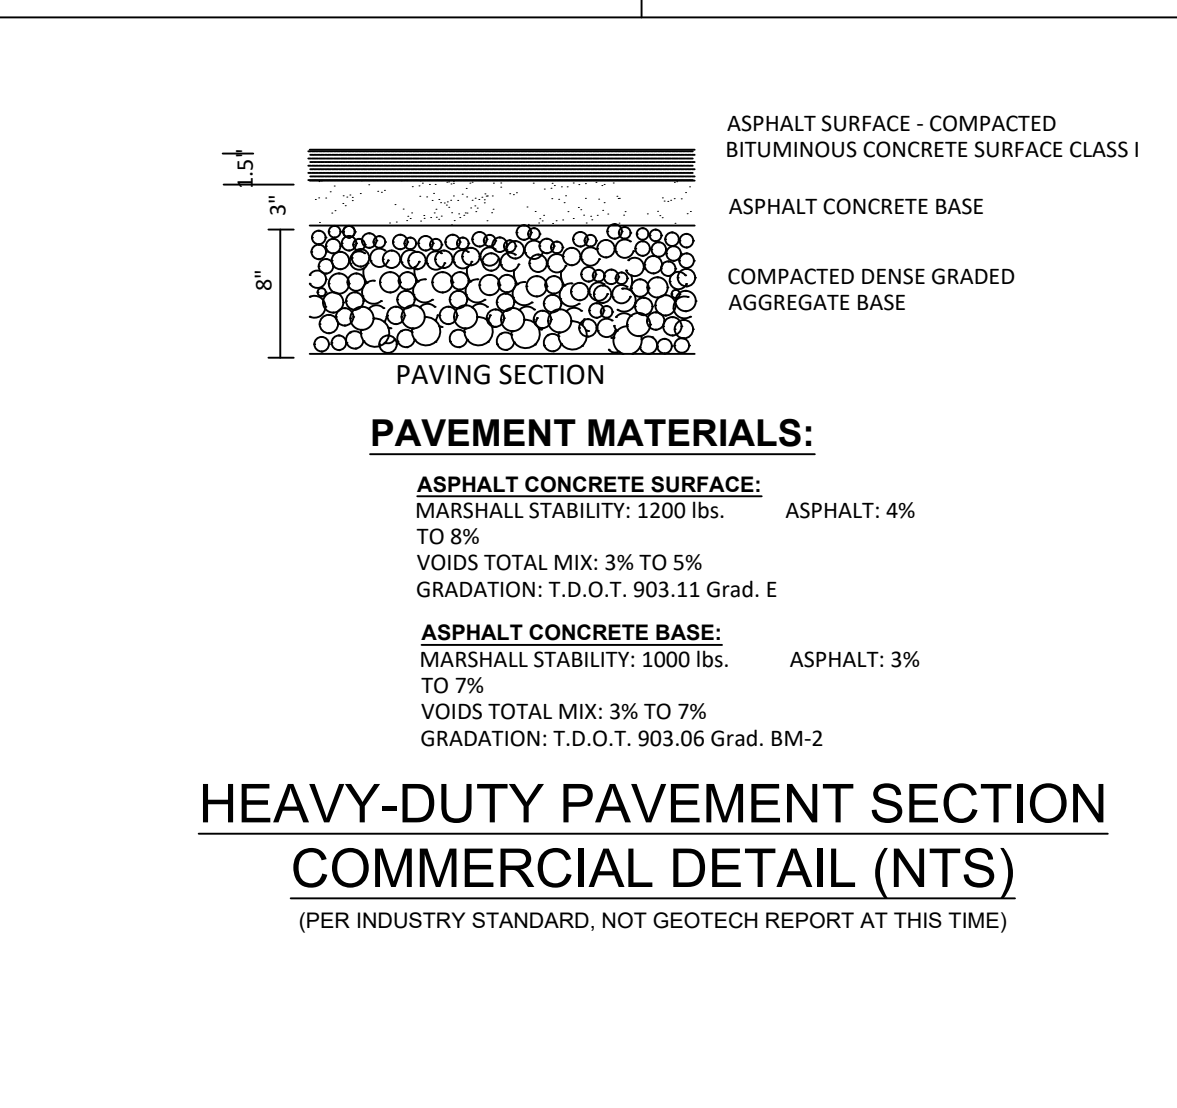 ASPHALT SURFACE - COMPACTED
BITUMINOUS CONCRETE SURFACE CLASS I
1.5"
3"
ASPHALT CONCRETE BASE
8"
COMPACTED DENSE GRADED
AGGREGATE BASE
PAVING SECTION
PAVEMENT MATERIALS:
ASPHALT CONCRETE SURFACE:
MARSHALL STABILITY: 1200 lbs. ASPHALT: 4%
TO 8%
VOIDS TOTAL MIX: 3% TO 5%
GRADATION: T.D.O.T. 903.11 Grad. E
ASPHALT CONCRETE BASE:
MARSHALL STABILITY: 1000 lbs. ASPHALT: 3%
TO 7%
VOIDS TOTAL MIX: 3% TO 7%
GRADATION: T.D.O.T. 903.06 Grad. BM-2
HEAVY-DUTY PAVEMENT SECTION
COMMERCIAL DETAIL (NTS)
(PER INDUSTRY STANDARD, NOT GEOTECH REPORT AT THIS TIME)